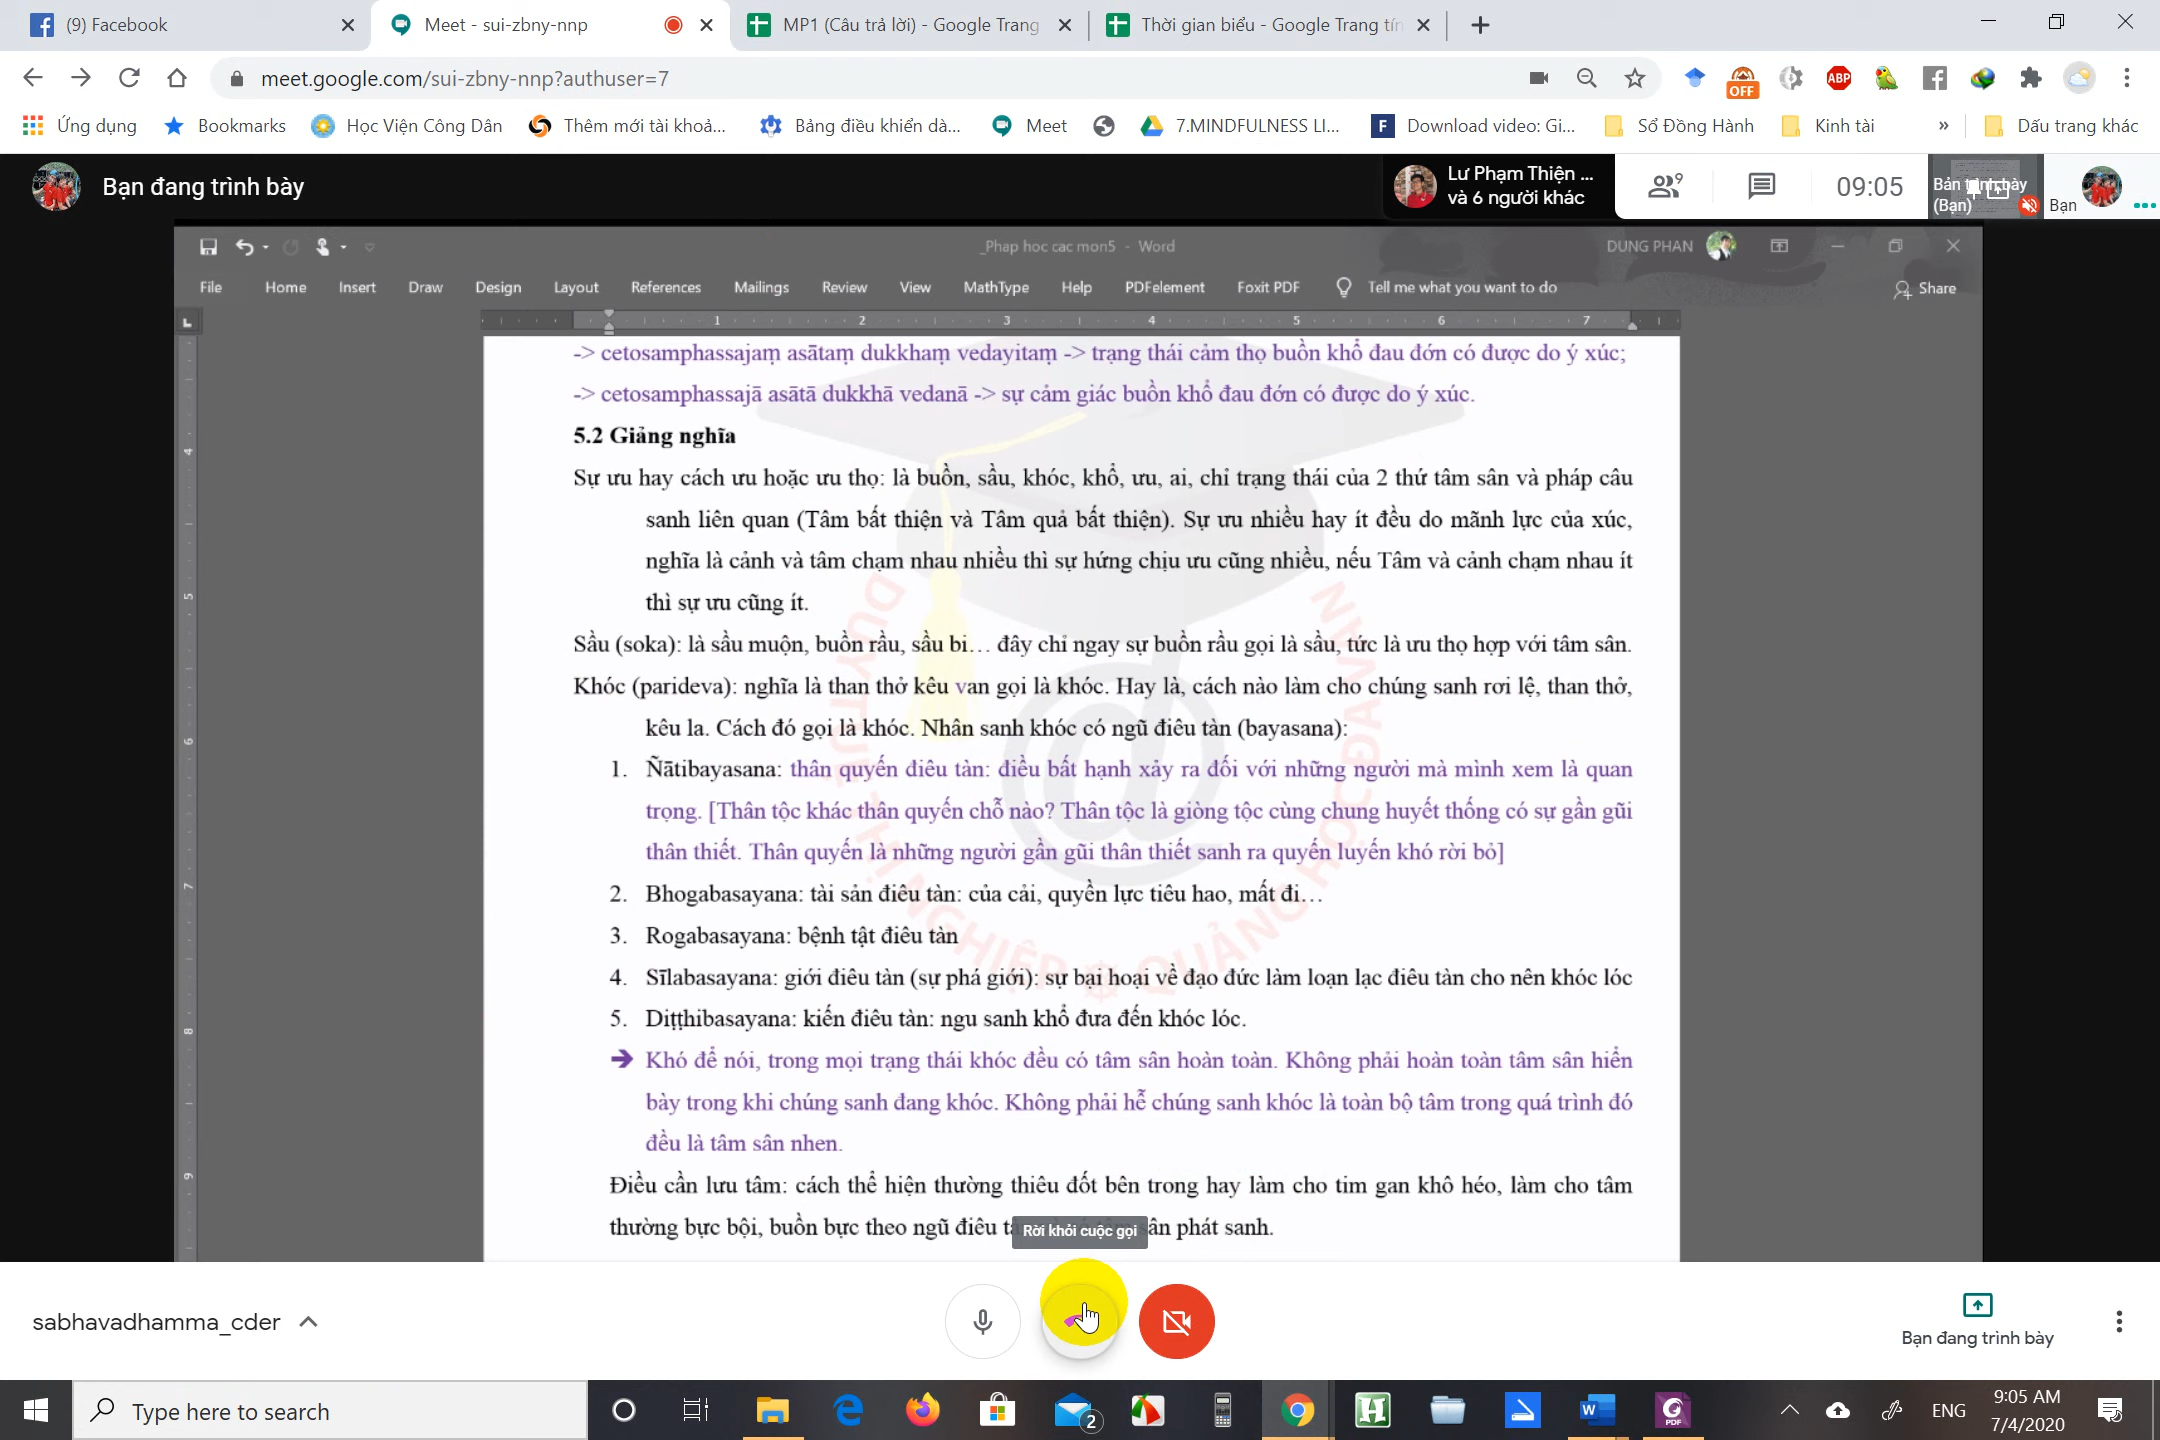 (9) Facebook
Meet - sui-zbny-nnp
MP1 (Câu trả lời) - Google Trang
Thời gian biểu - Google Trang tín
meet.google.com/sui-zbny-nnp?authuser=7
OFF
ABP
Ứng dụng
Bookmarks
Học Viện Công Dân
Thêm mới tài khoả...
Bảng điều khiển dà...
Meet
7.MINDFULNESS LI...
Download video: Gi...
Sổ Đồng Hành
Kinh tài
»
Dấu trang khác
Bạn đang trình bày
Lư Phạm Thiện ...
và 6 người khác
9
09:05
Bản trình bày
(Bạn)
Bạn
_Phap hoc cac mon5 - Word
DUNG PHAN
File Home Insert Draw Design Layout References Mailings Review View MathType Help PDFelement Foxit PDF Tell me what you want to do
Share
1 2 3 4 5 6 7
-> cetosamphassajaṃ asātaṃ dukkhaṃ vedayitaṃ -> trạng thái cảm thọ buồn khổ đau đớn có được do ý xúc;
-> cetosamphassajā asātā dukkhā vedanā -> sự cảm giác buồn khổ đau đớn có được do ý xúc.
5.2 Giảng nghĩa
Sự ưu hay cách ưu hoặc ưu thọ: là buồn, sầu, khóc, khổ, ưu, ai, chỉ trạng thái của 2 thứ tâm sân và pháp câu
sanh liên quan (Tâm bất thiện và Tâm quả bất thiện). Sự ưu nhiều hay ít đều do mãnh lực của xúc,
nghĩa là cảnh và tâm chạm nhau nhiều thì sự hứng chịu ưu cũng nhiều, nếu Tâm và cảnh chạm nhau ít
thì sự ưu cũng ít.
Sầu (soka): là sầu muộn, buồn rầu, sầu bi… đây chỉ ngay sự buồn rầu gọi là sầu, tức là ưu thọ hợp với tâm sân.
Khóc (parideva): nghĩa là than thở kêu van gọi là khóc. Hay là, cách nào làm cho chúng sanh rơi lệ, than thở,
kêu la. Cách đó gọi là khóc. Nhân sanh khóc có ngũ điêu tàn (bayasana):
1. Ñātibayasana: thân quyến điêu tàn: điều bất hạnh xảy ra đối với những người mà mình xem là quan
trọng. [Thân tộc khác thân quyến chỗ nào? Thân tộc là giòng tộc cùng chung huyết thống có sự gần gũi
thân thiết. Thân quyến là những người gần gũi thân thiết sanh ra quyến luyến khó rời bỏ]
2. Bhogabasayana: tài sản điêu tàn: của cải, quyền lực tiêu hao, mất đi…
3. Rogabasayana: bệnh tật điêu tàn
4. Sīlabasayana: giới điêu tàn (sự phá giới): sự bại hoại về đạo đức làm loạn lạc điêu tàn cho nên khóc lóc
5. Diṭṭhibasayana: kiến điêu tàn: ngu sanh khổ đưa đến khóc lóc.
➔ Khó để nói, trong mọi trạng thái khóc đều có tâm sân hoàn toàn. Không phải hoàn toàn tâm sân hiển
bày trong khi chúng sanh đang khóc. Không phải hễ chúng sanh khóc là toàn bộ tâm trong quá trình đó
đều là tâm sân nhen.
Điều cần lưu tâm: cách thể hiện thường thiêu đốt bên trong hay làm cho tim gan khô héo, làm cho tâm
thường bực bội, buồn bực theo ngũ điêu sân phát sanh.
4
5
6
7
8
9
Rời khỏi cuộc gọi
sabhavadhamma_cder
Bạn đang trình bày
Type here to search
2
ENG
9:05 AM
7/4/2020